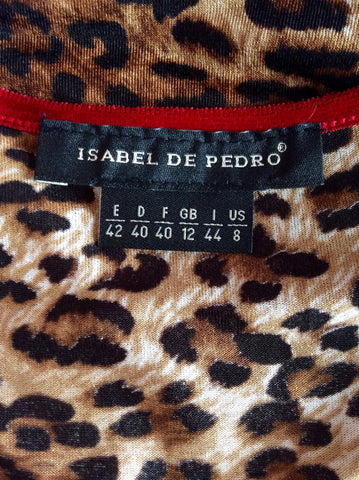 ISABEL DE PEDRO®
E D F GB I US
42 40 40 12 44 8